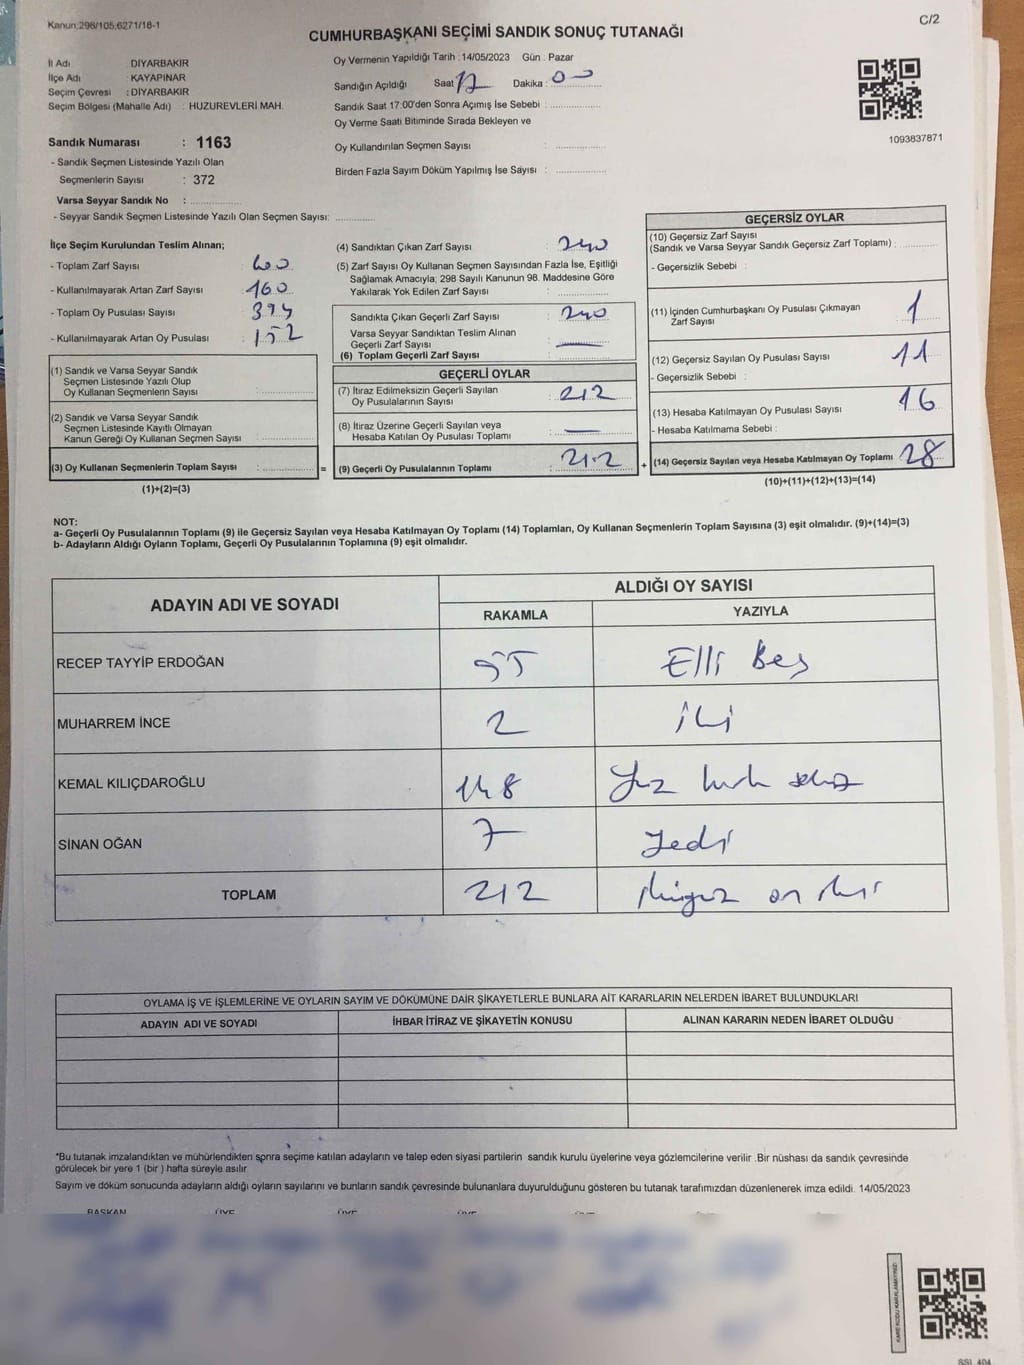 Kanun:298/105;6271/18-1
C/2
CUMHURBAŞKANI SEÇİMİ SANDIK SONUÇ TUTANAĞI
İl Adı DİYARBAKIR
İlçe Adı : KAYAPINAR
Seçim Çevresi : DİYARBAKIR
Seçim Bölgesi (Mahalle Adı) : HUZUREVLERİ MAH.
Sandık Numarası : 1163
- Sandık Seçmen Listesinde Yazılı Olan
Seçmenlerin Sayısı : 372
Varsa Seyyar Sandık No :
- Seyyar Sandık Seçmen Listesinde Yazılı Olan Seçmen Sayısı:
Oy Vermenin Yapıldığı Tarih : 14/05/2023 Gün : Pazar
Sandığın Açıldığı Saat 17 Dakika : 00
Sandık Saat 17:00'den Sonra Açımış İse Sebebi :
Oy Verme Saati Bitiminde Sırada Bekleyen ve
Oy Kullandırılan Seçmen Sayısı :
Birden Fazla Sayım Döküm Yapılmış İse Sayısı :
1093837871
İlçe Seçim Kurulundan Teslim Alınan;
- Toplam Zarf Sayısı : 400
- Kullanılmayarak Artan Zarf Sayısı : 160
- Toplam Oy Pusulası Sayısı : 394
- Kullanılmayarak Artan Oy Pusulası : 152
(1) Sandık ve Varsa Seyyar Sandık
Seçmen Listesinde Yazılı Olup
Oy Kullanan Seçmenlerin Sayısı :
(2) Sandık ve Varsa Seyyar Sandık
Seçmen Listesinde Kayıtlı Olmayan
Kanun Gereği Oy Kullanan Seçmen Sayısı :
(3) Oy Kullanan Seçmenlerin Toplam Sayısı :
(1)+(2)=(3)
(4) Sandıktan Çıkan Zarf Sayısı : 240
(5) Zarf Sayısı Oy Kullanan Seçmen Sayısından Fazla İse, Eşitliği
Sağlamak Amacıyla, 298 Sayılı Kanunun 98. Maddesine Göre
Yakılarak Yok Edilen Zarf Sayısı :
Sandıkta Çıkan Geçerli Zarf Sayısı : 240
Varsa Seyyar Sandıktan Teslim Alınan
Geçerli Zarf Sayısı : —
(6) Toplam Geçerli Zarf Sayısı :
GEÇERLİ OYLAR
(7) İtiraz Edilmeksizin Geçerli Sayılan
Oy Pusulalarının Sayısı : 212
(8) İtiraz Üzerine Geçerli Sayılan veya
Hesaba Katılan Oy Pusulası Toplamı : —
= (9) Geçerli Oy Pusulalarının Toplamı : 212
GEÇERSİZ OYLAR
(10) Geçersiz Zarf Sayısı
(Sandık ve Varsa Seyyar Sandık Geçersiz Zarf Toplamı) :
- Geçersizlik Sebebi :
(11) İçinden Cumhurbaşkanı Oy Pusulası Çıkmayan
Zarf Sayısı : 1
(12) Geçersiz Sayılan Oy Pusulası Sayısı : 11
- Geçersizlik Sebebi :
(13) Hesaba Katılmayan Oy Pusulası Sayısı : 16
- Hesaba Katılmama Sebebi :
+ (14) Geçersiz Sayılan veya Hesaba Katılmayan Oy Toplamı : 28
(10)+(11)+(12)+(13)=(14)
NOT:
a- Geçerli Oy Pusulalarının Toplamı (9) ile Geçersiz Sayılan veya Hesaba Katılmayan Oy Toplamı (14) Toplamları, Oy Kullanan Seçmenlerin Toplam Sayısına (3) eşit olmalıdır. (9)+(14)=(3)
b- Adayların Aldığı Oyların Toplamı, Geçerli Oy Pusulalarının Toplamına (9) eşit olmalıdır.
ADAYIN ADI VE SOYADI ALDIĞI OY SAYISI
RAKAMLA YAZIYLA
RECEP TAYYİP ERDOĞAN 55 Elli Beş
MUHARREM İNCE 2 iki
KEMAL KILIÇDAROĞLU 148 Yüz kırk sekiz
SİNAN OĞAN 7 Yedi
TOPLAM 212 ikiyüz on iki
OYLAMA İŞ VE İŞLEMLERİNE VE OYLARIN SAYIM VE DÖKÜMÜNE DAİR ŞİKAYETLERLE BUNLARA AİT KARARLARIN NELERDEN İBARET BULUNDUKLARI
ADAYIN ADI VE SOYADI İHBAR İTİRAZ VE ŞİKAYETİN KONUSU ALINAN KARARIN NEDEN İBARET OLDUĞU
*Bu tutanak imzalandıktan ve mühürlendikten sonra seçime katılan adayların ve talep eden siyasi partilerin sandık kurulu üyelerine veya gözlemcilerine verilir .Bir nüshası da sandık çevresinde
görülecek bir yere 1 (bir ) hafta süreyle asılır.
Sayım ve döküm sonucunda adayların aldığı oyların sayılarını ve bunların sandık çevresinde bulunanlara duyurulduğunu gösteren bu tutanak tarafımızdan düzenlenerek imza edildi. 14/05/2023
BAŞKAN ÜYE ÜYE ÜYE ÜYE
KARE KODU KARALAMAYINIZ!
SSI_404